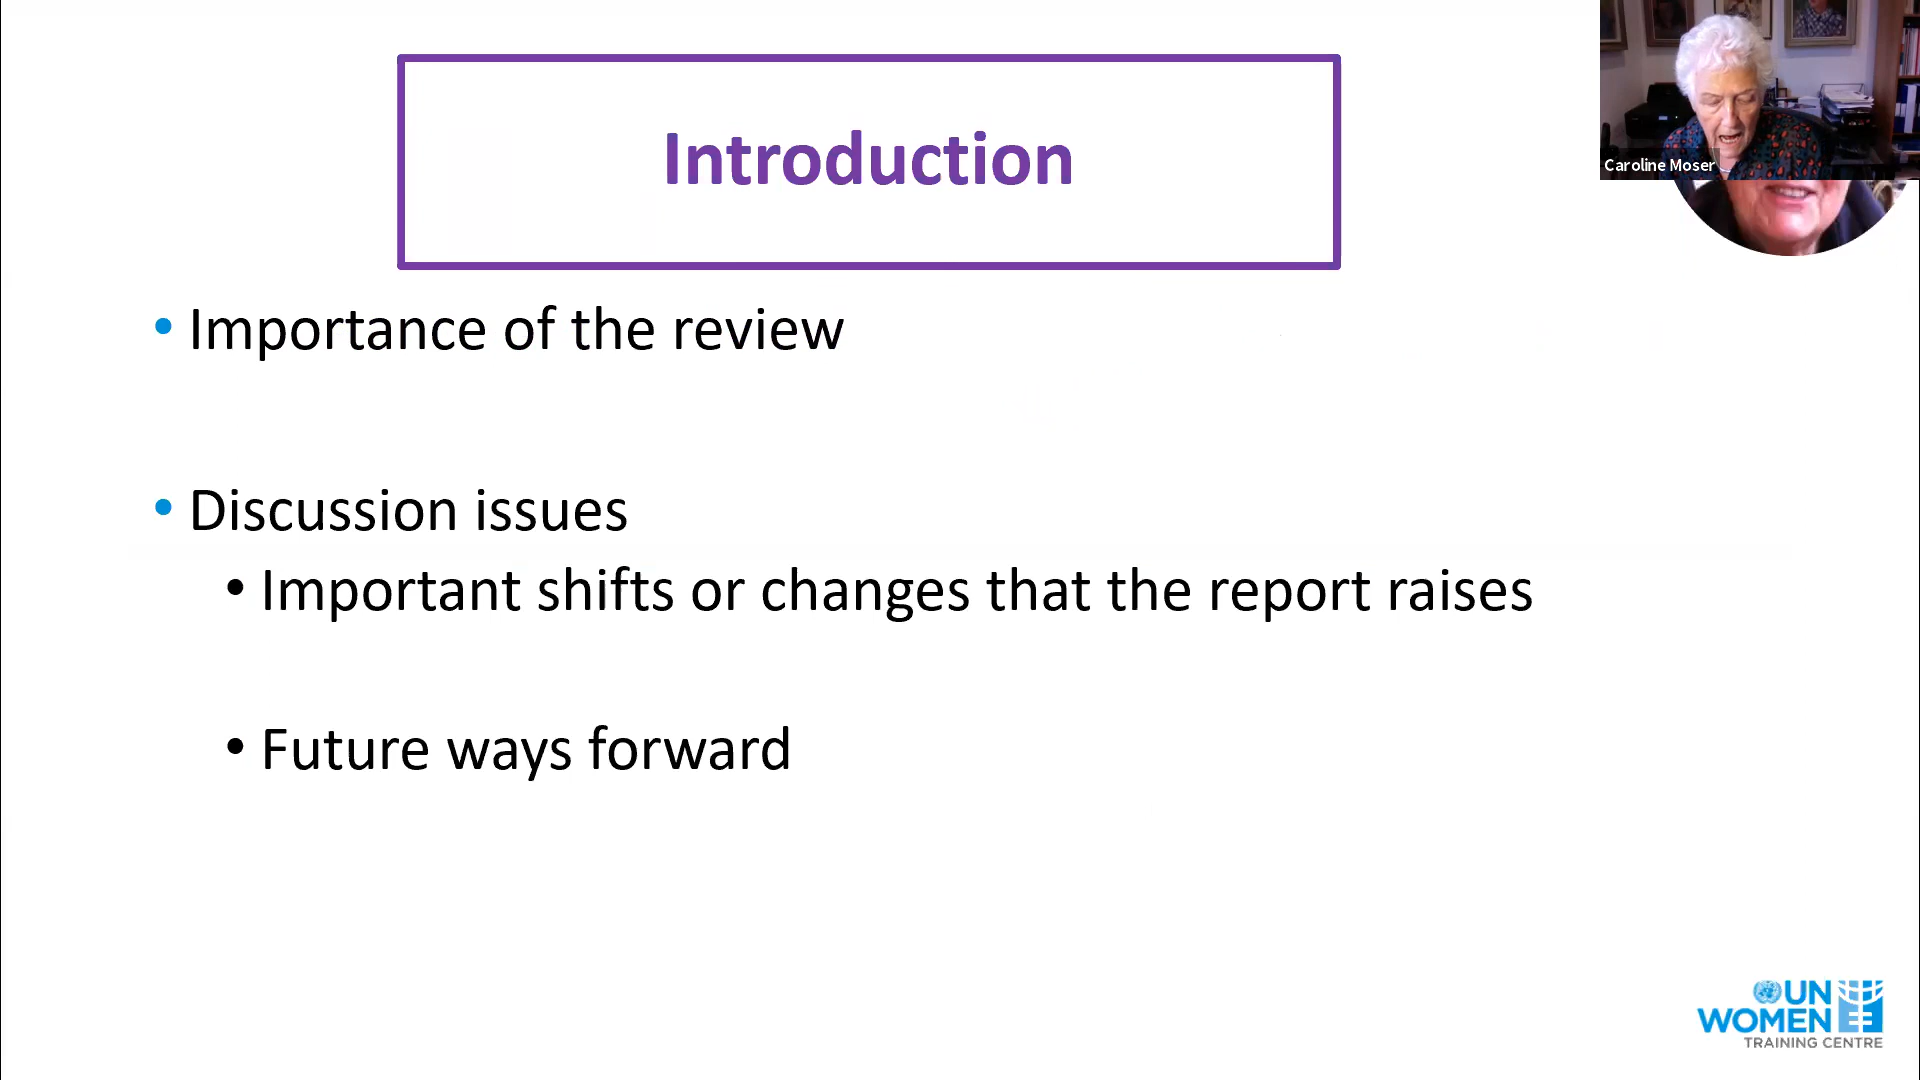 Introduction
Caroline Moser
• Importance of the review
• Discussion issues
• Important shifts or changes that the report raises
• Future ways forward
UN
WOMEN
TRAINING CENTRE